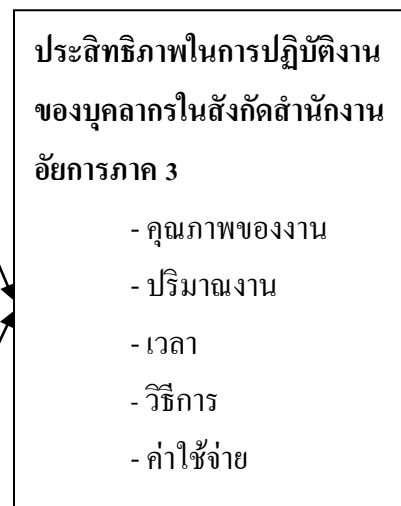 ประสิทธิภาพในการปฏิบัติงาน
ของบุคลากรในสังกัดสำนักงาน
อัยการภาค 3
- คุณภาพของงาน
- ปริมาณงาน
- เวลา
- วิธีการ
- ค่าใช้จ่าย